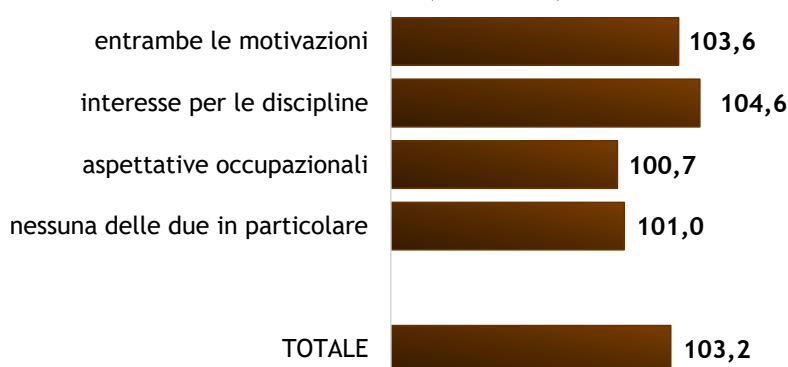 entrambe le motivazioni 103,6
interesse per le discipline 104,6
aspettative occupazionali 100,7
nessuna delle due in particolare 101,0
TOTALE 103,2